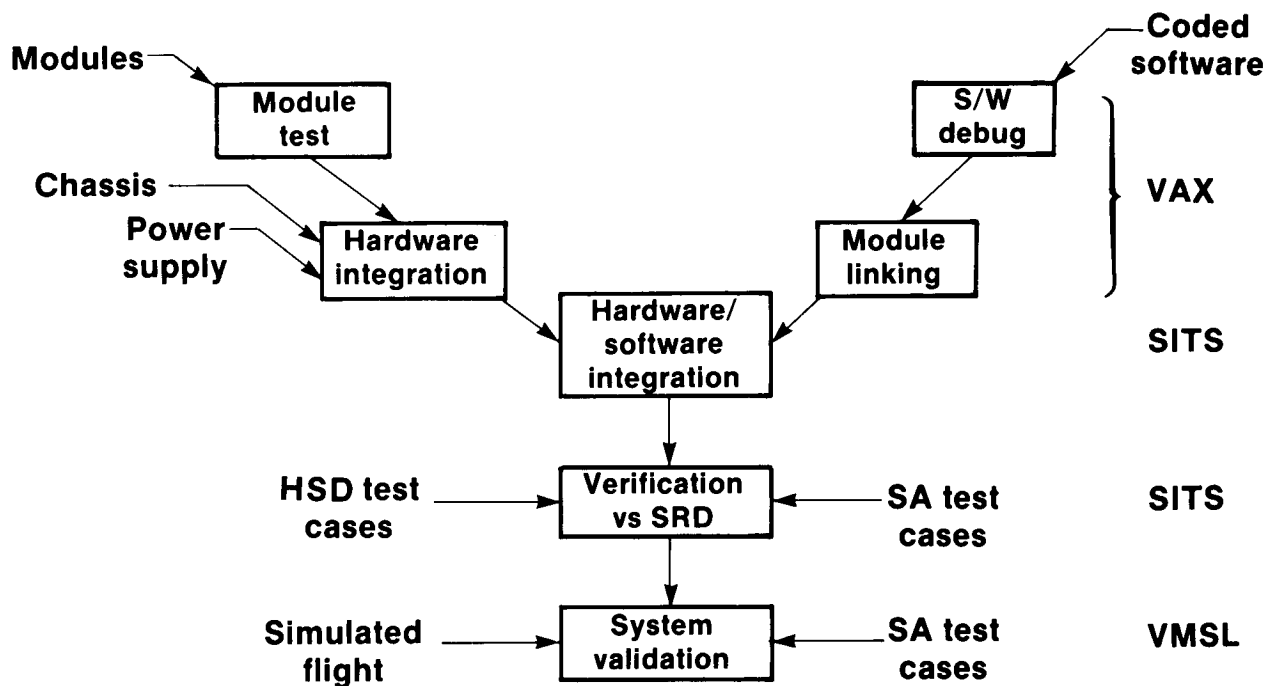 Modules
Coded
software
Module
test
S/W
debug
Chassis
Power
supply
Hardware
integration
Module
linking
VAX
Hardware/
software
integration
SITS
HSD test
cases
Verification
vs SRD
SA test
cases
SITS
Simulated
flight
System
validation
SA test
cases
VMSL